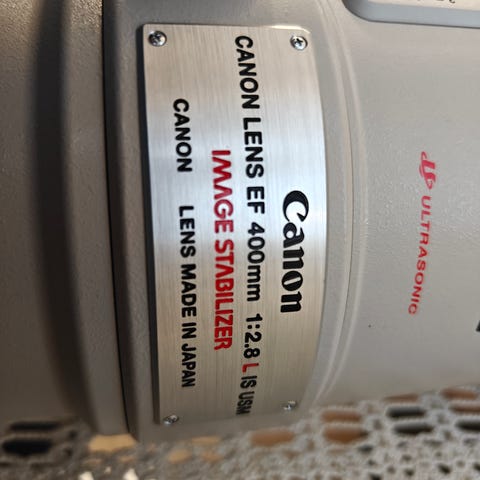 Canon
CANON LENS EF 400mm 1:2.8 L IS USM
IMAGE STABILIZER
CANON LENS MADE IN JAPAN
ULTRASONIC